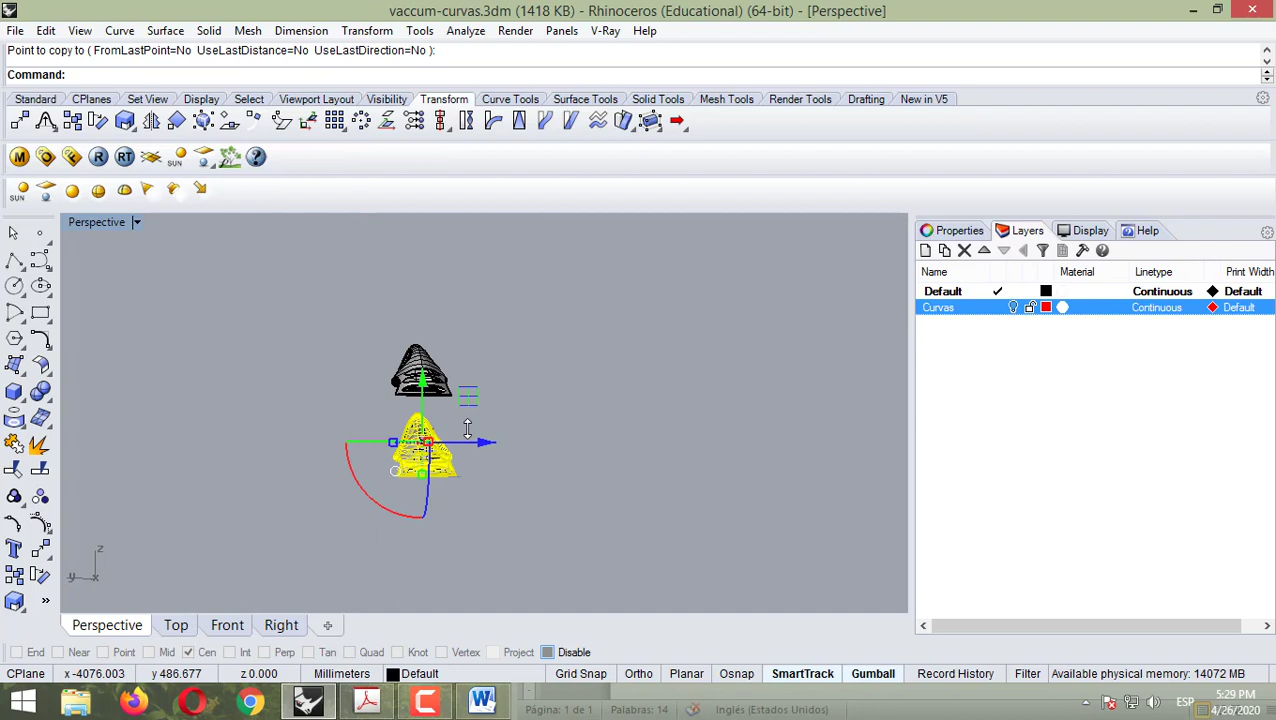 vaccum-curvas.3dm (1418 KB) - Rhinoceros (Educational) (64-bit) - [Perspective]
File Edit View Curve Surface Solid Mesh Dimension Transform Tools Analyze Render Panels V-Ray Help
Point to copy to ( FromLastPoint=No UseLastDistance=No UseLastDirection=No ):
Command:
Standard CPlanes Set View Display Select Viewport Layout Visibility Transform Curve Tools Surface Tools Solid Tools Mesh Tools Render Tools Drafting New in V5
M O F R RT SUN ?
SUN
Perspective
Properties Layers Display Help
Name Material Linetype Print Width
Default Continuous Default
Curvas Continuous Default
z
y x
Perspective Top Front Right
End Near Point Mid Cen Int Perp Tan Quad Knot Vertex Project Disable
CPlane x -4076.003 y 486.677 z 0.000 Millimeters Default Grid Snap Ortho Planar Osnap SmartTrack Gumball Record History Filter Available physical memory: 14072 MB
Página: 1 de 1 Palabras: 14 Inglés (Estados Unidos)
ESP
5:29 PM
4/26/2020